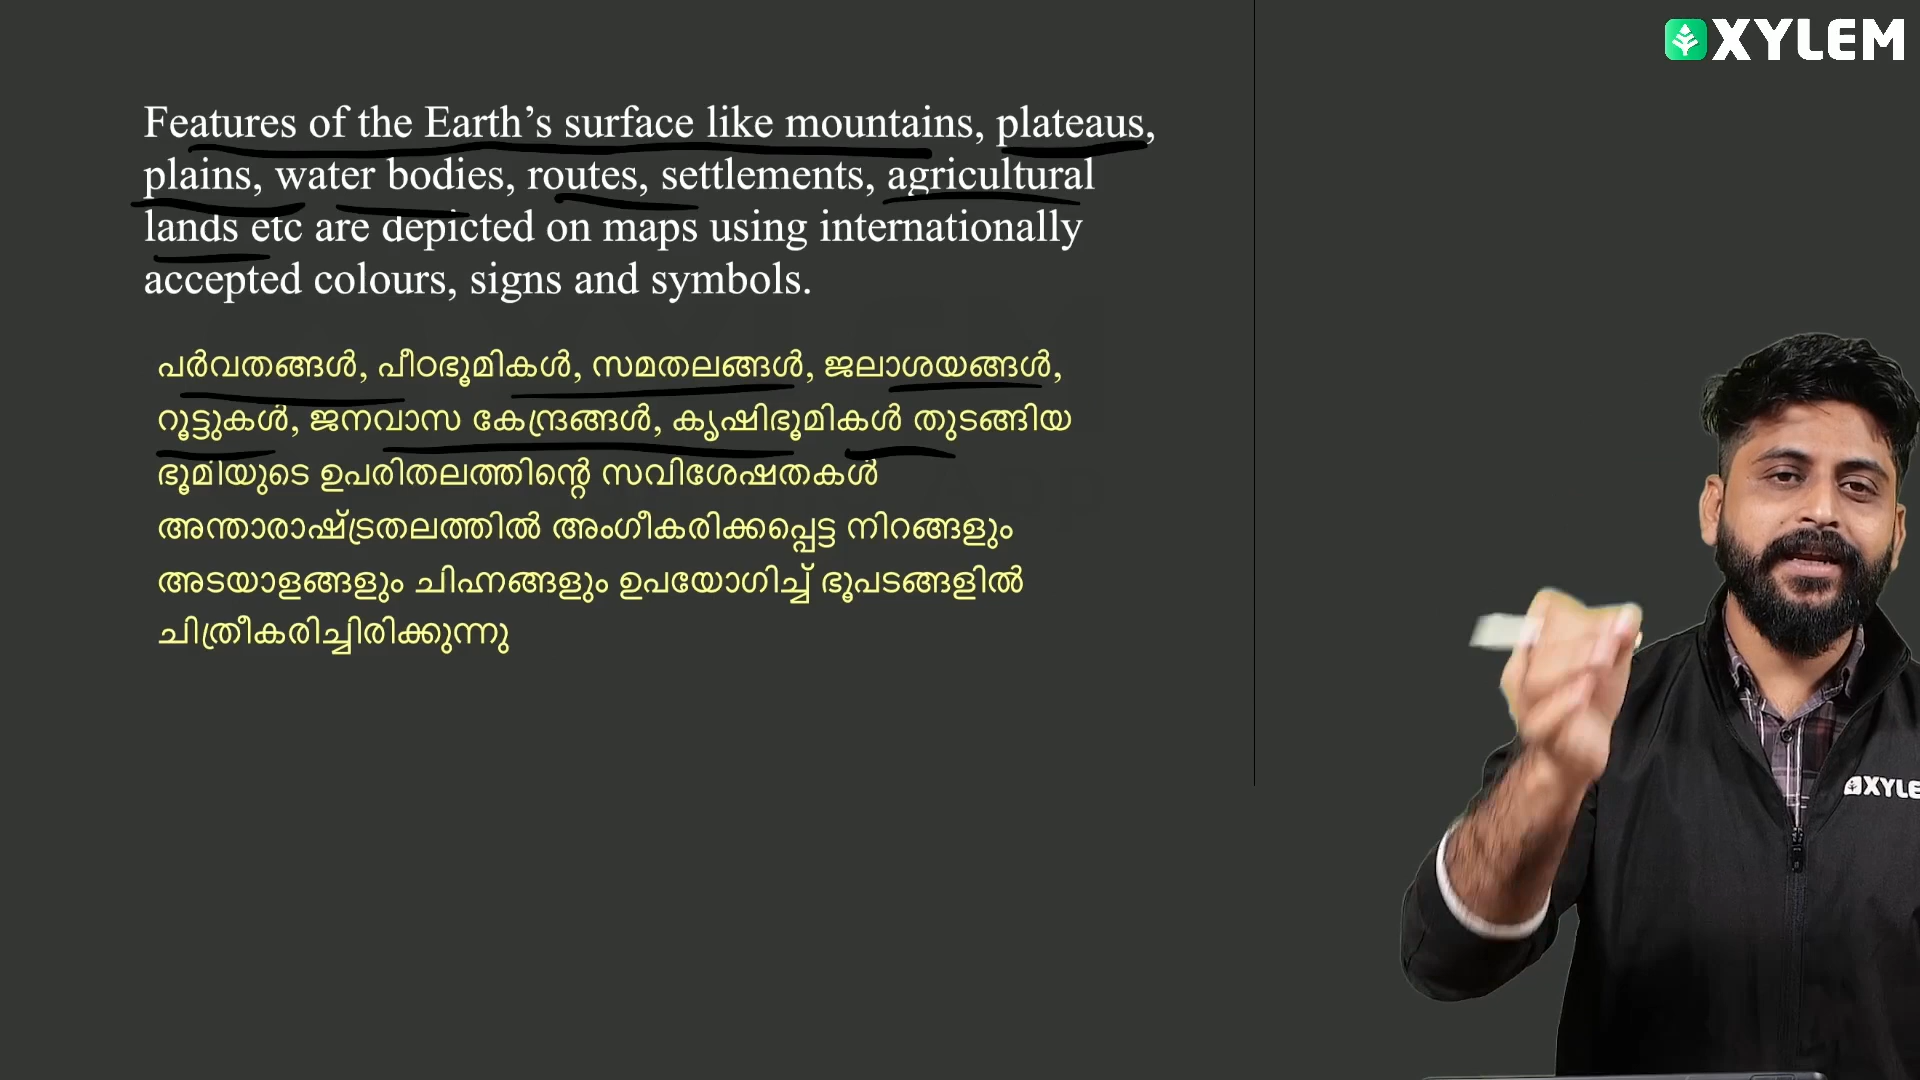 XYLEM
Features of the Earth’s surface like mountains, plateaus,
plains, water bodies, routes, settlements, agricultural
lands etc are depicted on maps using internationally
accepted colours, signs and symbols.
പർവതങ്ങൾ, പീഠഭൂമികൾ, സമതലങ്ങൾ, ജലാശയങ്ങൾ,
റൂട്ടുകൾ, ജനവാസ കേന്ദ്രങ്ങൾ, കൃഷിഭൂമികൾ തുടങ്ങിയ
ഭൂമിയുടെ ഉപരിതലത്തിന്റെ സവിശേഷതകൾ
അന്താരാഷ്ട്രതലത്തിൽ അംഗീകരിക്കപ്പെട്ട നിറങ്ങളും
അടയാളങ്ങളും ചിഹ്നങ്ങളും ഉപയോഗിച്ച് ഭൂപടങ്ങളിൽ
ചിത്രീകരിച്ചിരിക്കുന്നു
XYLE